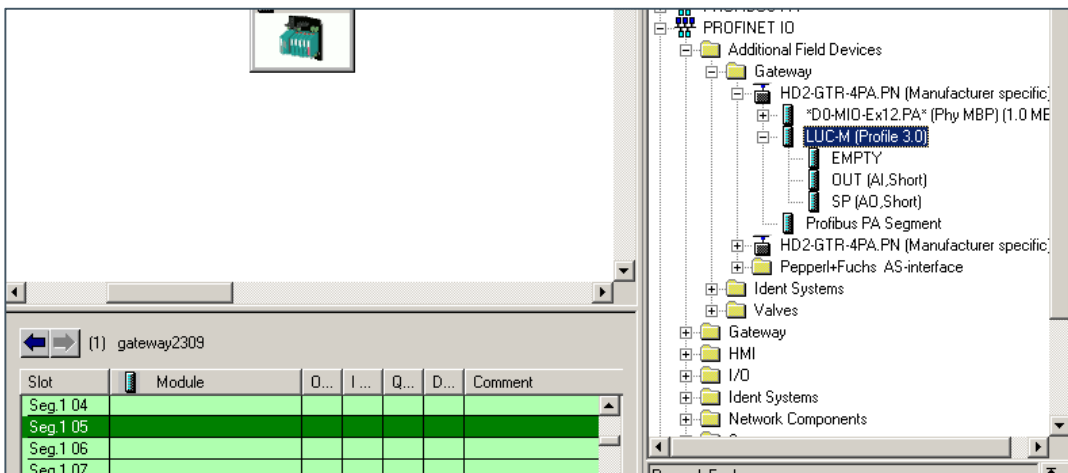 PROFINET IO
Additional Field Devices
Gateway
HD2-GTR-4PA.PN (Manufacturer specific)
*D0-MIO-Ex12.PA* (Phy MBP) (1.0 ME
LUC-M (Profile 3.0)
EMPTY
OUT (AI,Short)
SP (AO,Short)
Profibus PA Segment
HD2-GTR-4PA.PN (Manufacturer specific)
Pepperl+Fuchs AS-interface
Ident Systems
Valves
Gateway
HMI
I/O
Ident Systems
Network Components
(1) gateway2309
Slot Module O... I ... Q... D... Comment
Seg.1 04
Seg.1 05
Seg.1 06
Seg.1 07